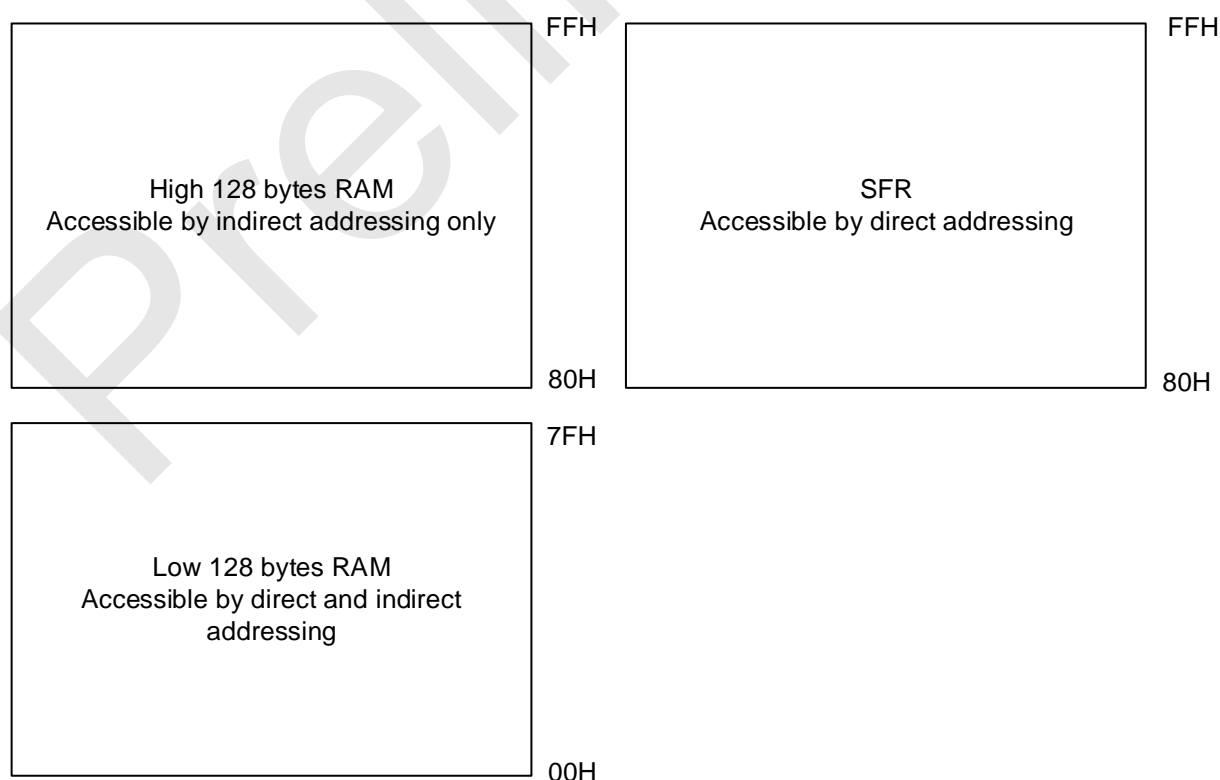 FFH
High 128 bytes RAM
Accessible by indirect addressing only
80H
FFH
SFR
Accessible by direct addressing
80H
7FH
Low 128 bytes RAM
Accessible by direct and indirect
addressing
00H